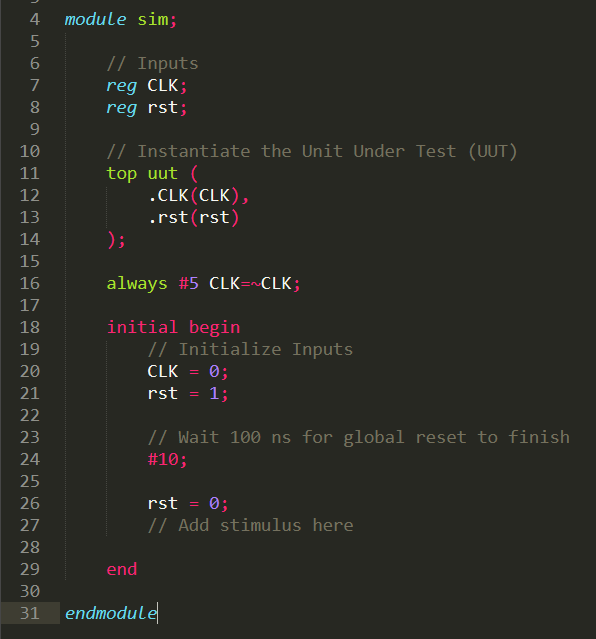 4 module sim;
5
6 // Inputs
7 reg CLK;
8 reg rst;
9
10 // Instantiate the Unit Under Test (UUT)
11 top uut (
12 .CLK(CLK),
13 .rst(rst)
14 );
15
16 always #5 CLK=~CLK;
17
18 initial begin
19 // Initialize Inputs
20 CLK = 0;
21 rst = 1;
22
23 // Wait 100 ns for global reset to finish
24 #10;
25
26 rst = 0;
27 // Add stimulus here
28
29 end
30
31 endmodule